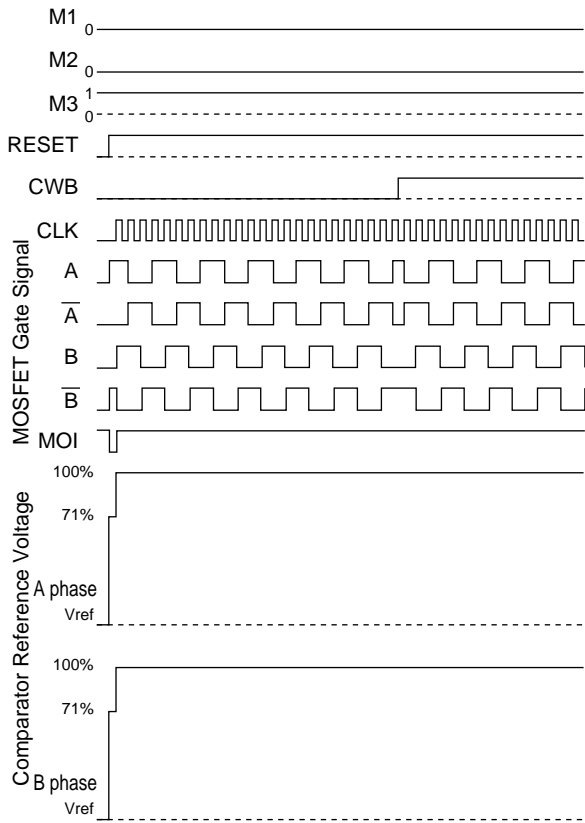 M1 0
M2 0
M3 1
0
RESET
CWB
CLK
MOSFET Gate Signal
A
A
B
B
MOI
Comparator Reference Voltage
100%
71%
A phase
Vref
100%
71%
B phase
Vref